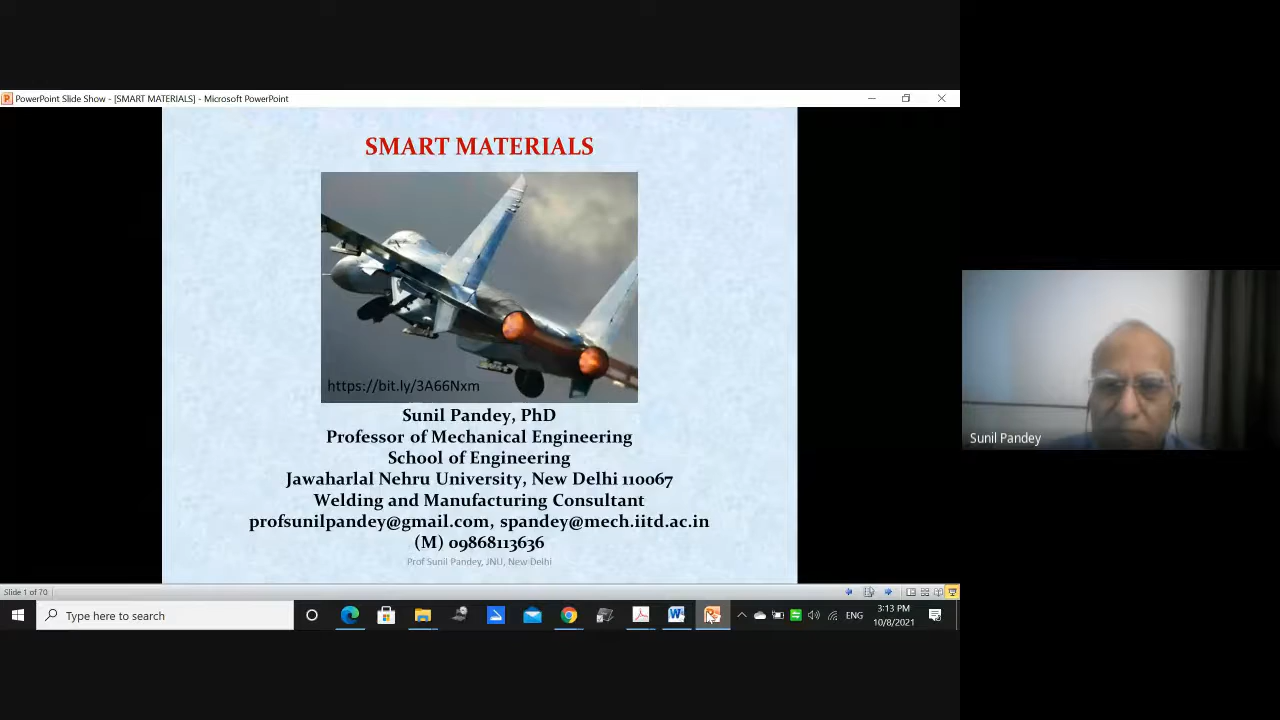 PowerPoint Slide Show - [SMART MATERIALS] - Microsoft PowerPoint
SMART MATERIALS
https://bit.ly/3A66Nxm
Sunil Pandey, PhD
Professor of Mechanical Engineering
School of Engineering
Jawaharlal Nehru University, New Delhi 110067
Welding and Manufacturing Consultant
profsunilpandey@gmail.com, spandey@mech.iitd.ac.in
(M) 09868113636
Prof Sunil Pandey, JNU, New Delhi
Sunil Pandey
Slide 1 of 70
Type here to search
ENG
3:13 PM
10/8/2021